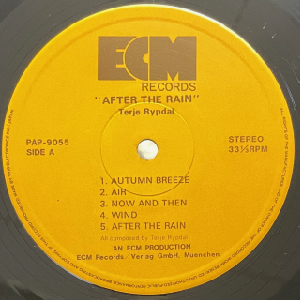 ECM
RECORDS
"AFTER THE RAIN"
Terje Rypdal
PAP-9056
SIDE A
STEREO
33⅓RPM
1. AUTUMN BREEZE
2. AIR
3. NOW AND THEN
4. WIND
5. AFTER THE RAIN
All composed by Terje Rypdal
AN ECM PRODUCTION
ECM Records. Verlag GmbH, Muenchen